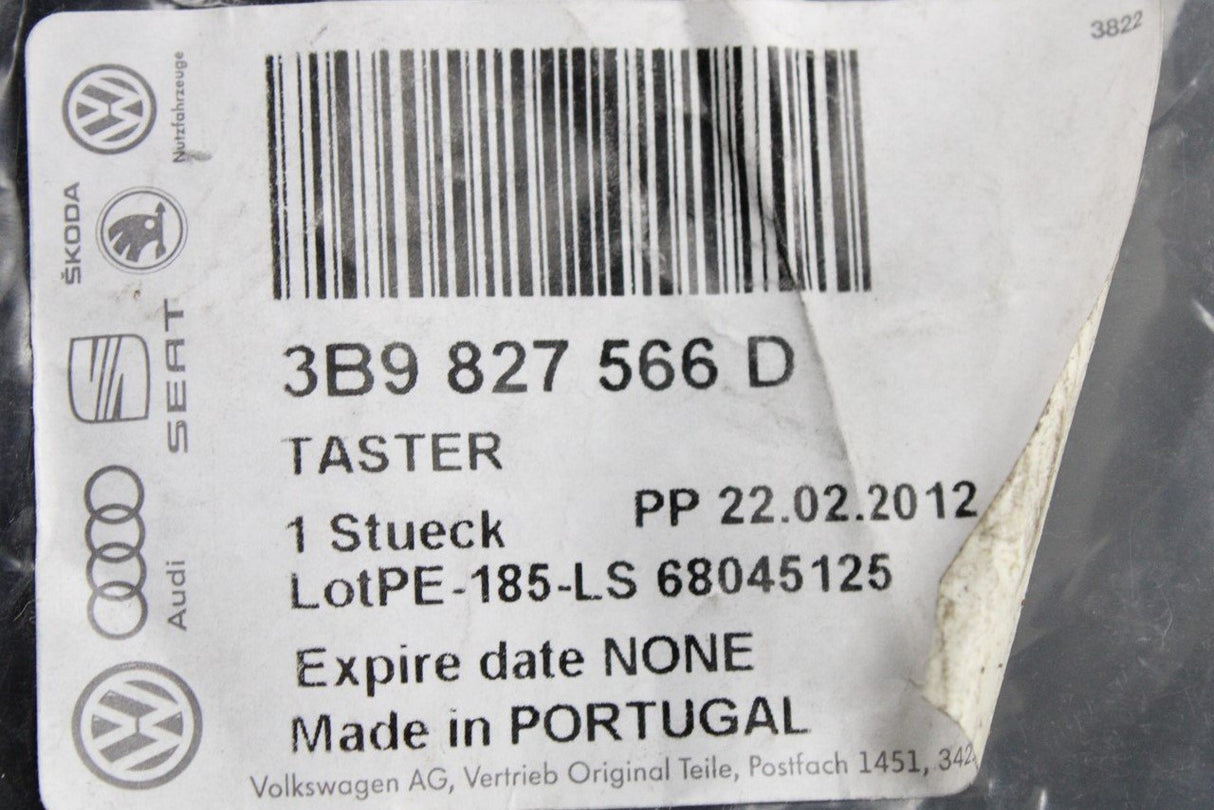 3822
Nutzfahrzeuge
ŠKODA
SEAT
Audi
3B9 827 566 D
TASTER
1 Stueck
PP 22.02.2012
LotPE-185-LS 68045125
Expire date NONE
Made in PORTUGAL
Volkswagen AG, Vertrieb Original Teile, Postfach 1451,